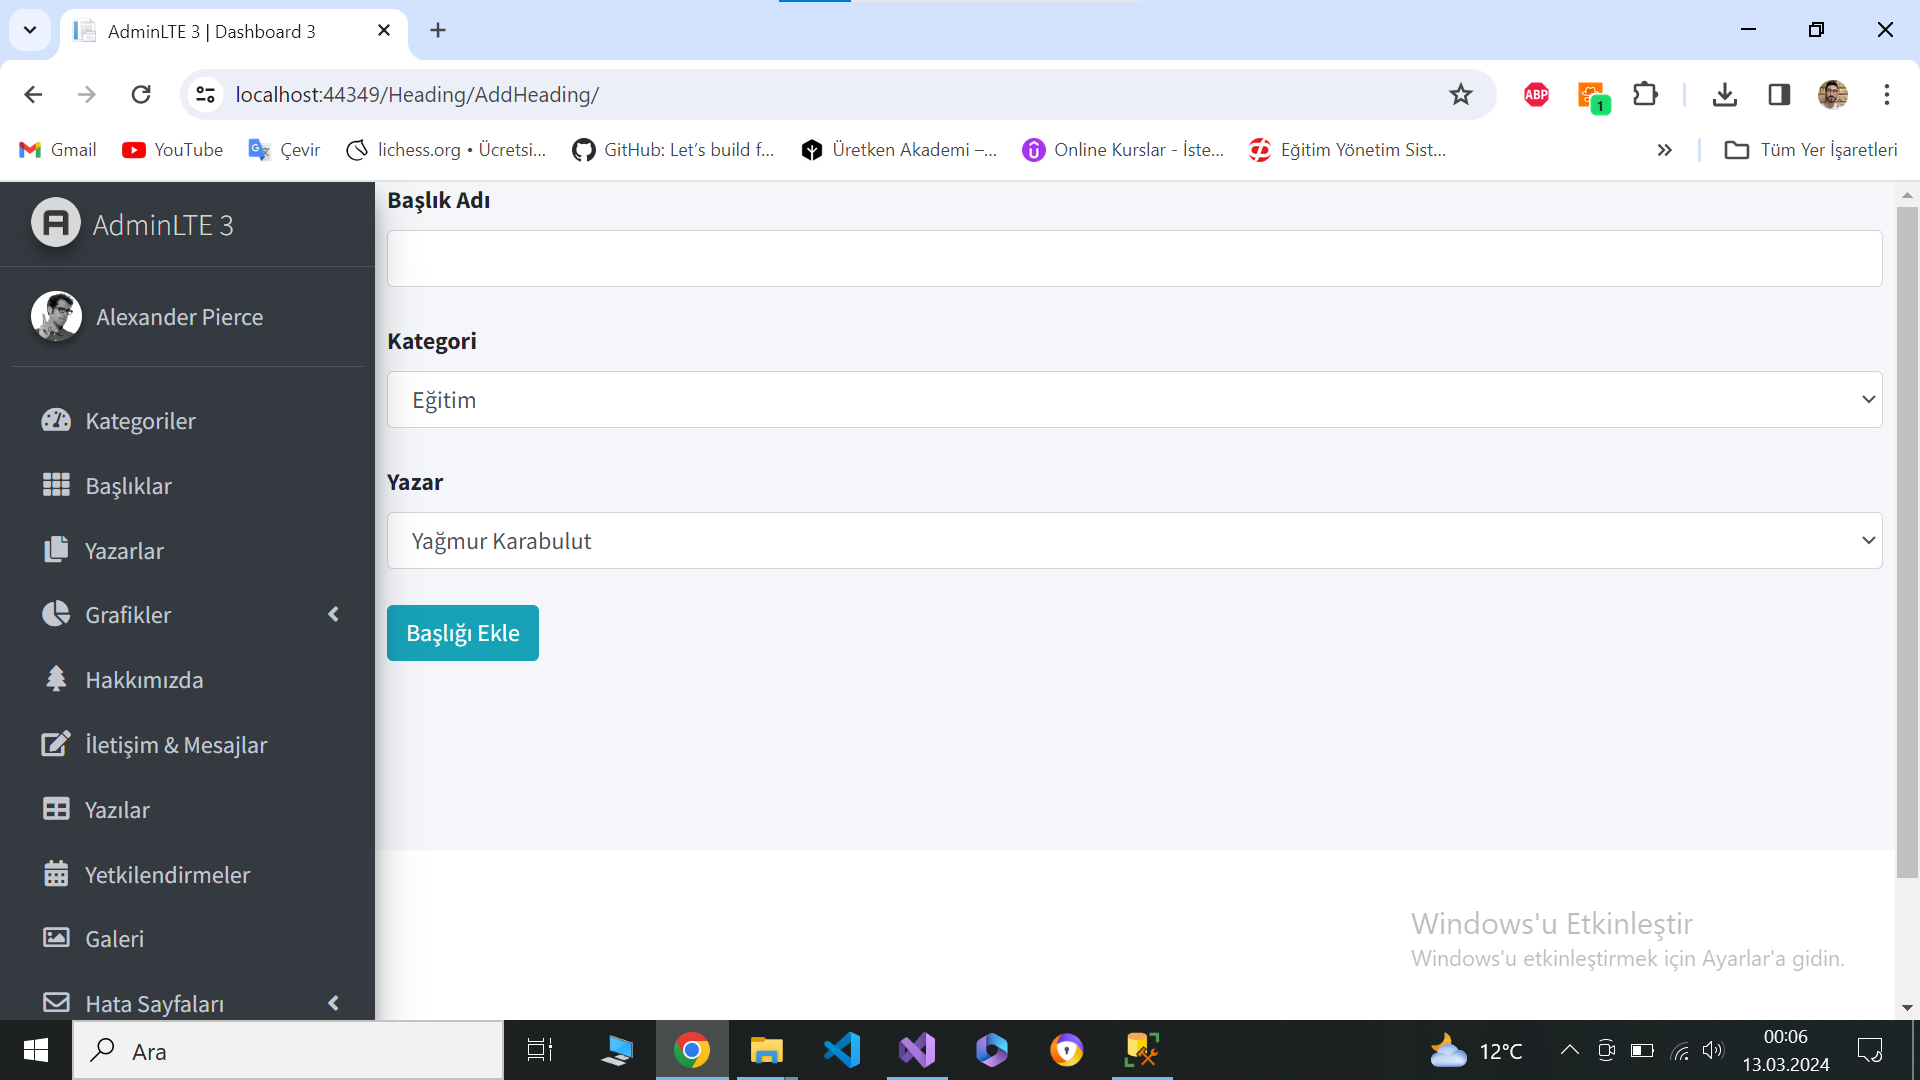 AdminLTE 3 | Dashboard 3
localhost:44349/Heading/AddHeading/
ABP
1
Gmail
YouTube
Çevir
lichess.org • Ücretsi...
GitHub: Let's build f...
Üretken Akademi –...
Online Kurslar - İste...
Eğitim Yönetim Sist...
Tüm Yer İşaretleri
AdminLTE 3
Alexander Pierce
Kategoriler
Başlıklar
Yazarlar
Grafikler
Hakkımızda
İletişim & Mesajlar
Yazılar
Yetkilendirmeler
Galeri
Hata Sayfaları
Başlık Adı
Kategori
Eğitim
Yazar
Yağmur Karabulut
Başlığı Ekle
Windows'u Etkinleştir
Windows'u etkinleştirmek için Ayarlar'a gidin.
Ara
12°C
00:06
13.03.2024